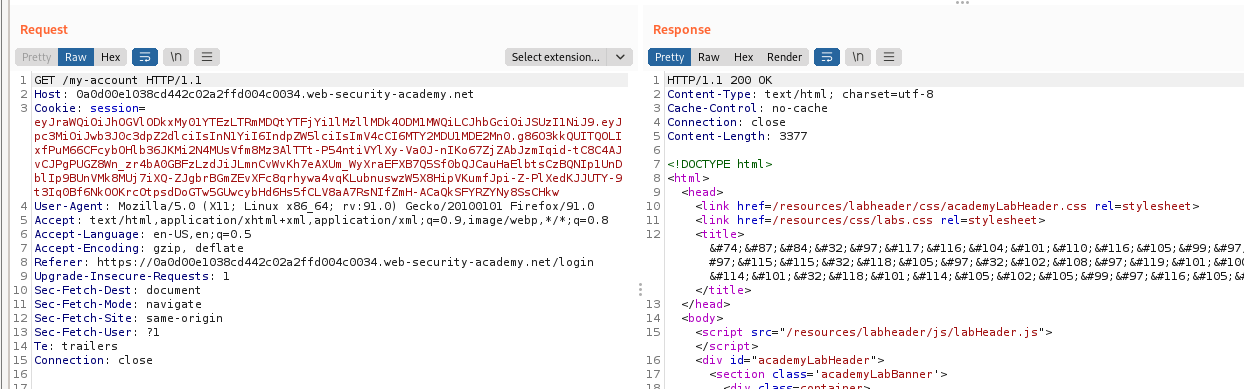 Request
Pretty Raw Hex \n Select extension...
1 GET /my-account HTTP/1.1
2 Host: 0a0d00e1038cd442c02a2ffd004c0034.web-security-academy.net
3 Cookie: session=
eyJraWQiOiJhOGVlODkxMy01YTEzLTRmMDQtYTFjYi1lMzllMDk4ODM1MWQiLCJhbGciOiJSUzI1NiJ9.eyJ
pc3MiOiJwb3J0c3dpZ2dlciIsInN1YiI6IndpZW5lciIsImV4cCI6MTY2MDU1MDE2Mn0.g86O3kkQUITQOLI
xfPuM66CFcybOHlb36JKMi2N4MUsVfm8Mz3AlTTt-P54ntiVYlXy-Va0J-nIKo67ZjZAbJzmIqid-tC8C4AJ
vCJPgPUGZ8Wn_zr4bA0GBFzLzdJiJLmnCvWvKh7eAXUm_WyXraEFXB7Q5Sf0bQJCauHaElbtsCzBQNIp1UnD
blIp9BUnVMk8MUj7iXQ-ZJgbrBGmZEvXFc8qrhywa4vqKLubnuswzW5X8HipVKumfJpi-Z-PlXedKJJUTY-9
t3Iq0Bf6NkOOKrcOtpsdDoGTw5GUwcybHd6Hs5fCLV8aA7RsNIfZmH-ACaQkSFYRZYNy8SsCHkw
4 User-Agent: Mozilla/5.0 (X11; Linux x86_64; rv:91.0) Gecko/20100101 Firefox/91.0
5 Accept: text/html,application/xhtml+xml,application/xml;q=0.9,image/webp,*/*;q=0.8
6 Accept-Language: en-US,en;q=0.5
7 Accept-Encoding: gzip, deflate
8 Referer: https://0a0d00e1038cd442c02a2ffd004c0034.web-security-academy.net/login
9 Upgrade-Insecure-Requests: 1
10 Sec-Fetch-Dest: document
11 Sec-Fetch-Mode: navigate
12 Sec-Fetch-Site: same-origin
13 Sec-Fetch-User: ?1
14 Te: trailers
15 Connection: close
16
17
Response
Pretty Raw Hex Render \n
1 HTTP/1.1 200 OK
2 Content-Type: text/html; charset=utf-8
3 Cache-Control: no-cache
4 Connection: close
5 Content-Length: 3377
6
7 <!DOCTYPE html>
8 <html>
9 <head>
10 <link href=/resources/labheader/css/academyLabHeader.css rel=stylesheet>
11 <link href=/resources/css/labs.css rel=stylesheet>
12 <title>
&#74;&#87;&#84;&#32;&#97;&#117;&#116;&#104;&#101;&#110;&#116;&#105;&#99;&#97;
#97;&#115;&#115;&#32;&#118;&#105;&#97;&#32;&#102;&#108;&#97;&#119;&#101;&#100
&#114;&#101;&#32;&#118;&#101;&#114;&#105;&#102;&#105;&#99;&#97;&#116;&#105;&#
</title>
13 </head>
14 <body>
15 <script src="/resources/labheader/js/labHeader.js">
</script>
16 <div id="academyLabHeader">
17 <section class='academyLabBanner'>
18 <div class=container>